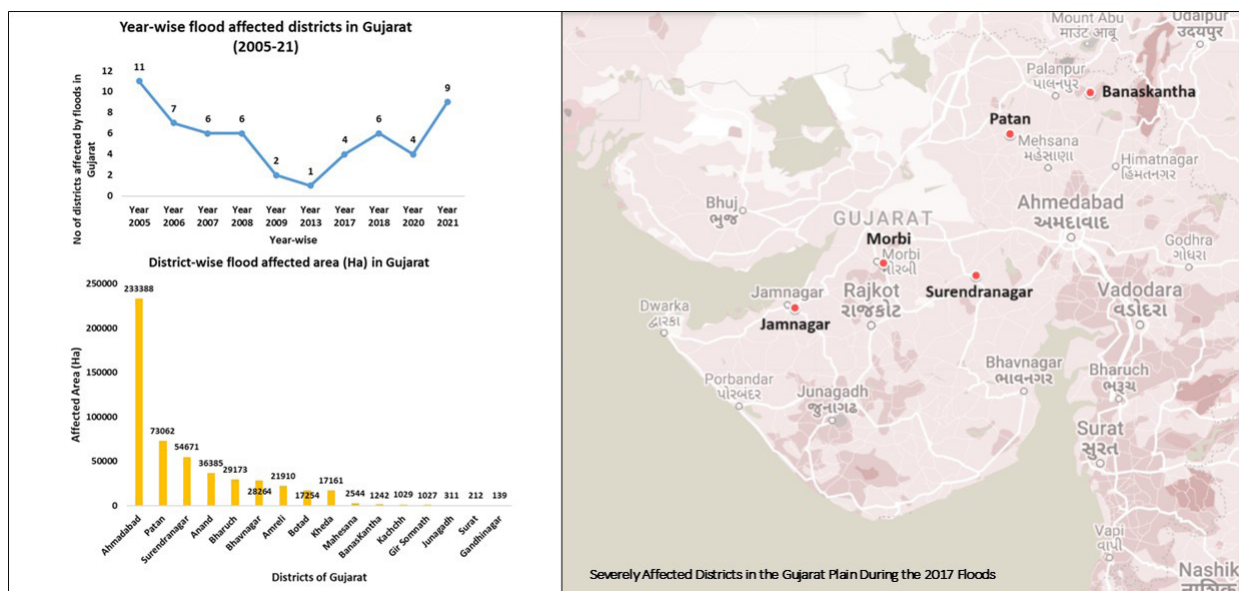 Year-wise flood affected districts in Gujarat
(2005-21)
No of districts affected by floods in
Gujarat
12
10
8
6
4
2
0
11
7
6
6
2
1
4
6
4
9
Year
2005
Year
2006
Year
2007
Year
2008
Year
2009
Year
2013
Year
2017
Year
2018
Year
2020
Year
2021
Year-wise
District-wise flood affected area (Ha) in Gujarat
Affected Area (Ha)
250000
200000
150000
100000
50000
0
233388
73062
54671
36385
29173
28264
21910
17254
17161
2544
1242
1029
1027
311
212
139
Ahmadabad
Patan
Surendranagar
Anand
Bharuch
Bhavnagar
Amreli
Botad
Kheda
Mahesana
BanasKantha
Kachchh
Gir Somnath
Junagadh
Surat
Gandhinagar
Districts of Gujarat
Mount Abu
माउंट आबू
Udaipur
उदयपुर
Palanpur
પાલનપુર
Banaskantha
Patan
Mehsana
મહેસાણા
Himatnagar
હિંમતનગર
Bhuj
ભુજ
Ahmedabad
અમદાવાદ
GUJARAT
Morbi
Morbi
મોરબી
Godhra
ગોધરા
Surendranagar
Vadodara
વડોદરા
Jamnagar
Jamnagar
Rajkot
રાજકોટ
Dwarka
દ્વારકા
Bhavnagar
ભાવનગર
Bharuch
ભરૂચ
Porbandar
પોરબંદર
Junagadh
જુનાગઢ
Surat
સુરત
Vapi
વાપી
Nashik
नाशिक
Severely Affected Districts in the Gujarat Plain During the 2017 Floods